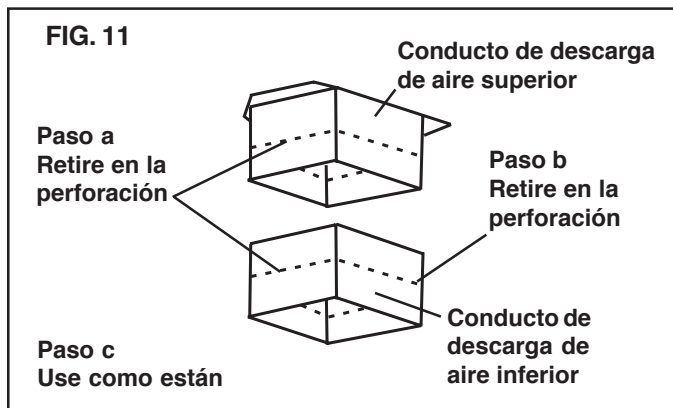 FIG. 11
Conducto de descarga
de aire superior
Paso a
Retire en la
perforación
Paso b
Retire en la
perforación
Conducto de
descarga de
aire inferior
Paso c
Use como están